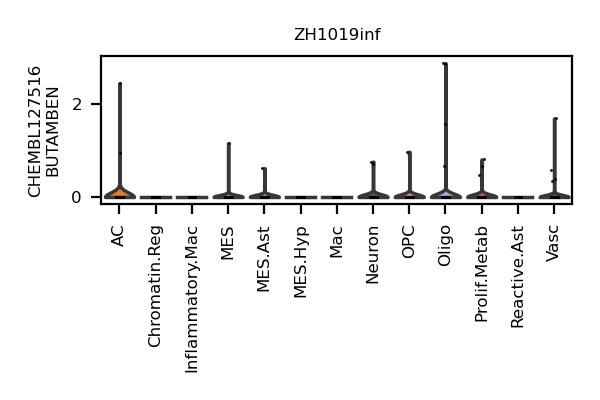 ZH1019inf
CHEMBL127516
BUTAMBEN
2
0
AC
Chromatin.Reg
Inflammatory.Mac
MES
MES.Ast
MES.Hyp
Mac
Neuron
OPC
Oligo
Prolif.Metab
Reactive.Ast
Vasc